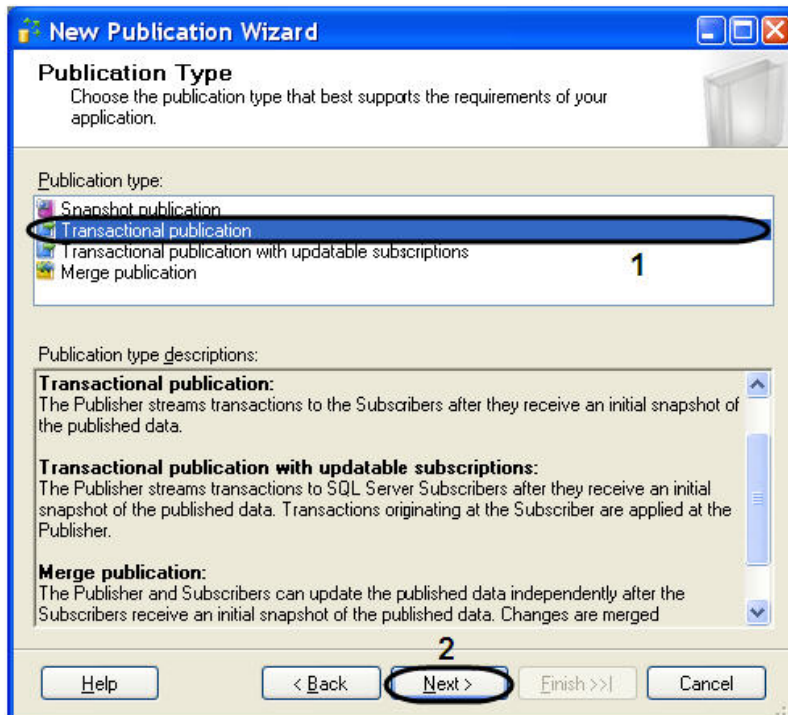 New Publication Wizard
Publication Type
Choose the publication type that best supports the requirements of your
application.
Publication type:
Snapshot publication
Transactional publication
Transactional publication with updatable subscriptions
Merge publication
1
Publication type descriptions:
Transactional publication:
The Publisher streams transactions to the Subscribers after they receive an initial snapshot of
the published data.
Transactional publication with updatable subscriptions:
The Publisher streams transactions to SQL Server Subscribers after they receive an initial
snapshot of the published data. Transactions originating at the Subscriber are applied at the
Publisher.
Merge publication:
The Publisher and Subscribers can update the published data independently after the
Subscribers receive an initial snapshot of the published data. Changes are merged
2
Help
< Back
Next >
Finish >>|
Cancel